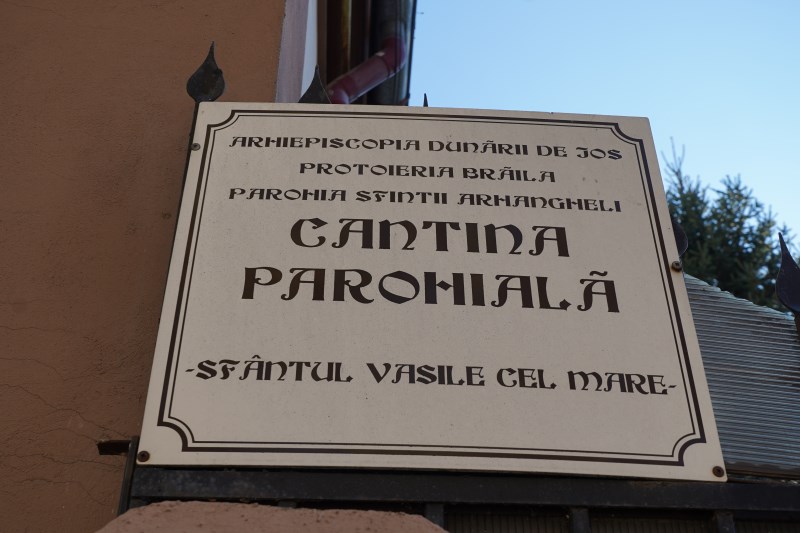 ARHIEPISCOPIA DUNĂRII DE JOS
PROTOIERIA BRĂILA
PAROHIA SFINTII ARHANGHELI
CANTINA
PAROHIALĂ
-SFÂNTUL VASILE CEL MARE-